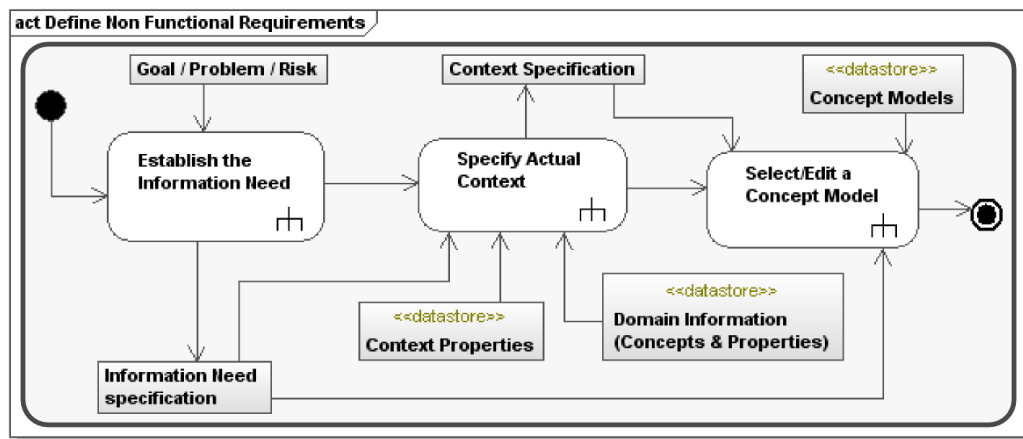 act Define Non Functional Requirements
Goal / Problem / Risk
Context Specification
<<datastore>>
Concept Models
Establish the
Information Need
Specify Actual
Context
Select/Edit a
Concept Model
<<datastore>>
Context Properties
<<datastore>>
Domain Information
(Concepts & Properties)
Information Need
specification